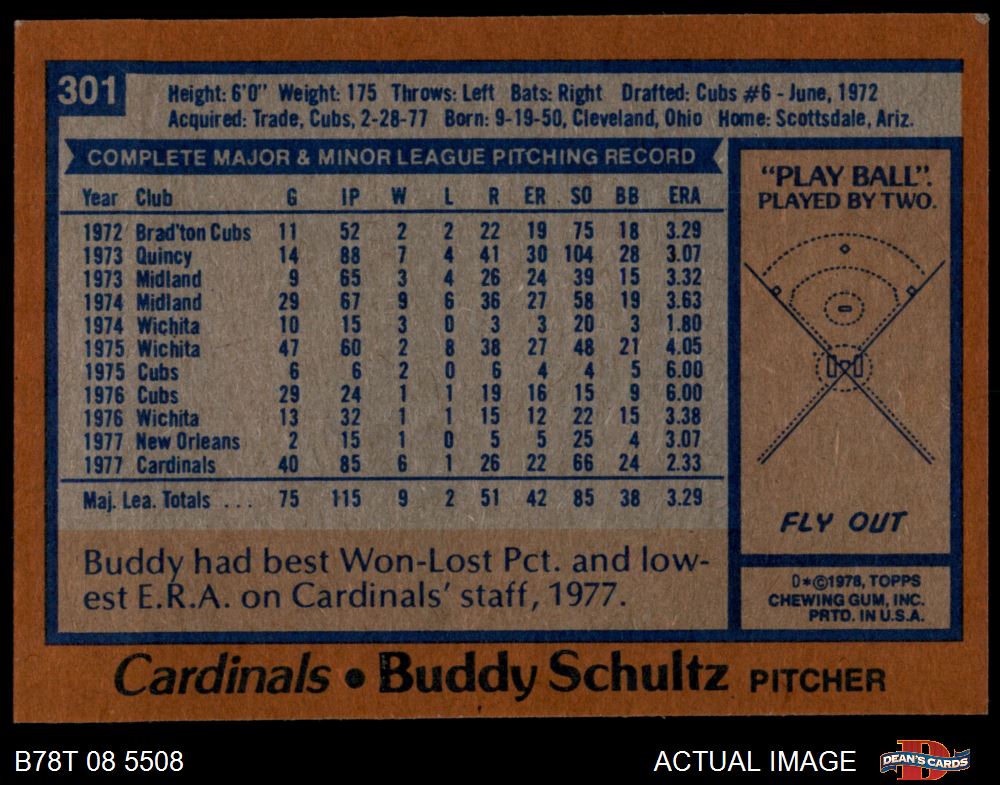 301
Height: 6'0" Weight: 175 Throws: Left Bats: Right Drafted: Cubs #6 - June, 1972
Acquired: Trade, Cubs, 2-28-77 Born: 9-19-50, Cleveland, Ohio Home: Scottsdale, Ariz.
COMPLETE MAJOR & MINOR LEAGUE PITCHING RECORD
Year Club G IP W L R ER SO BB ERA
1972 Brad'ton Cubs 11 52 2 2 22 19 75 18 3.29
1973 Quincy 14 88 7 4 41 30 104 28 3.07
1973 Midland 9 65 3 4 26 24 39 15 3.32
1974 Midland 29 67 9 6 36 27 58 19 3.63
1974 Wichita 10 15 3 0 3 3 20 3 1.80
1975 Wichita 47 60 2 8 38 27 48 21 4.05
1975 Cubs 6 6 2 0 6 4 4 5 6.00
1976 Cubs 29 24 1 1 19 16 15 9 6.00
1976 Wichita 13 32 1 1 15 12 22 15 3.38
1977 New Orleans 2 15 1 0 5 5 25 4 3.07
1977 Cardinals 40 85 6 1 26 22 66 24 2.33
Maj. Lea. Totals ... 75 115 9 2 51 42 85 38 3.29
Buddy had best Won-Lost Pct. and low-
est E.R.A. on Cardinals' staff, 1977.
"PLAY BALL".
PLAYED BY TWO.
FLY OUT
D*©1978, TOPPS
CHEWING GUM, INC.
PRTD. IN U.S.A.
Cardinals • Buddy Schultz PITCHER
B78T 08 5508
ACTUAL IMAGE
D
DEAN'S CARDS